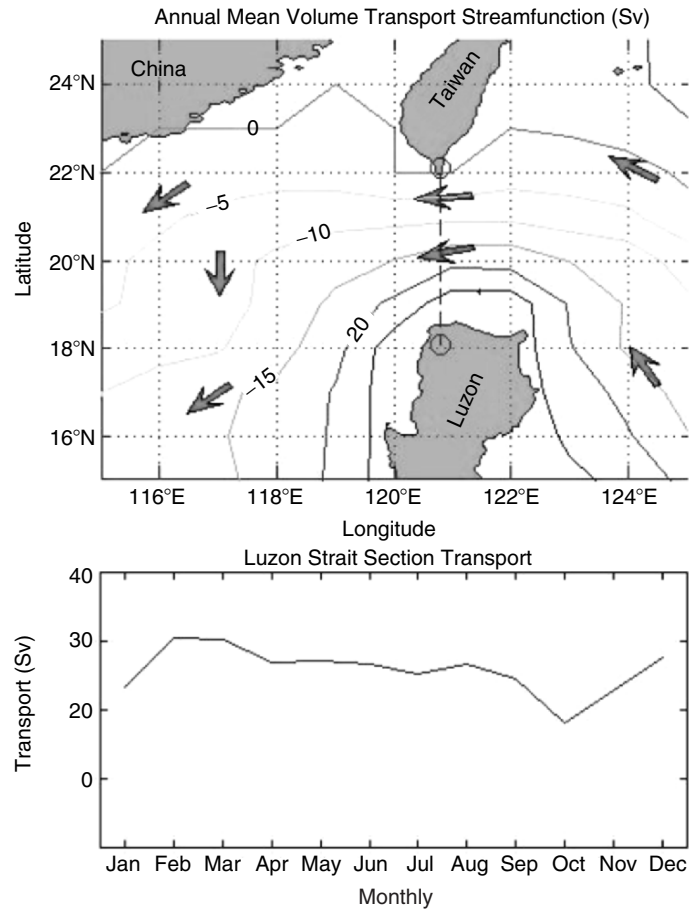 Annual Mean Volume Transport Streamfunction (Sv)
24°N
22°N
20°N
18°N
16°N
Latitude
China
Taiwan
Luzon
0
−5
−10
20
−15
116°E 118°E 120°E 122°E 124°E
Longitude
Luzon Strait Section Transport
40
30
20
0
Transport (Sv)
Jan Feb Mar Apr May Jun Jul Aug Sep Oct Nov Dec
Monthly